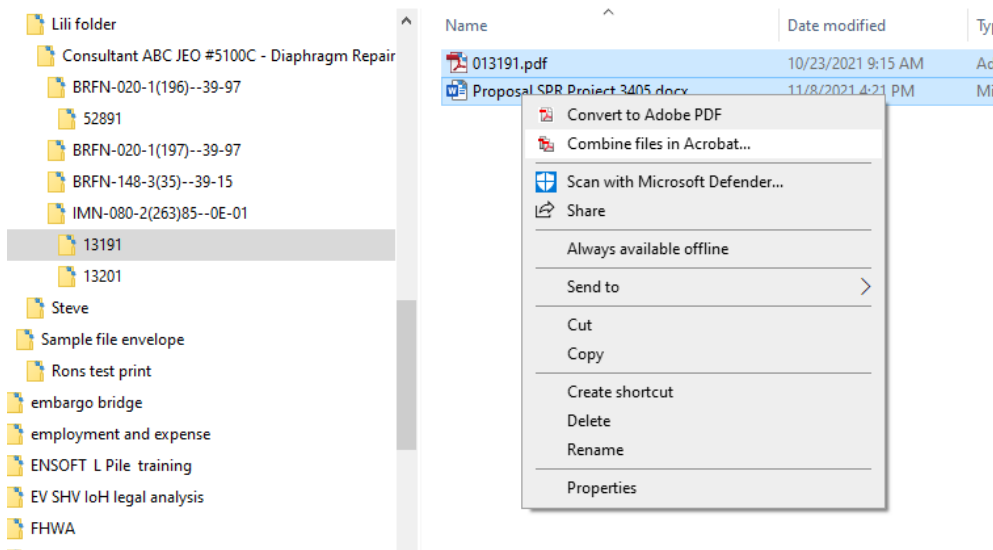 Lili folder
Consultant ABC JEO #5100C - Diaphragm Repair
BRFN-020-1(196)--39-97
52891
BRFN-020-1(197)--39-97
BRFN-148-3(35)--39-15
IMN-080-2(263)85--0E-01
13191
13201
Steve
Sample file envelope
Rons test print
embargo bridge
employment and expense
ENSOFT L Pile training
EV SHV IoH legal analysis
FHWA
Name Date modified Ty
013191.pdf 10/23/2021 9:15 AM Ad
Proposal SPR Project 3405.docx 11/8/2021 4:21 PM Mi
Convert to Adobe PDF
Combine files in Acrobat...
Scan with Microsoft Defender...
Share
Always available offline
Send to
Cut
Copy
Create shortcut
Delete
Rename
Properties